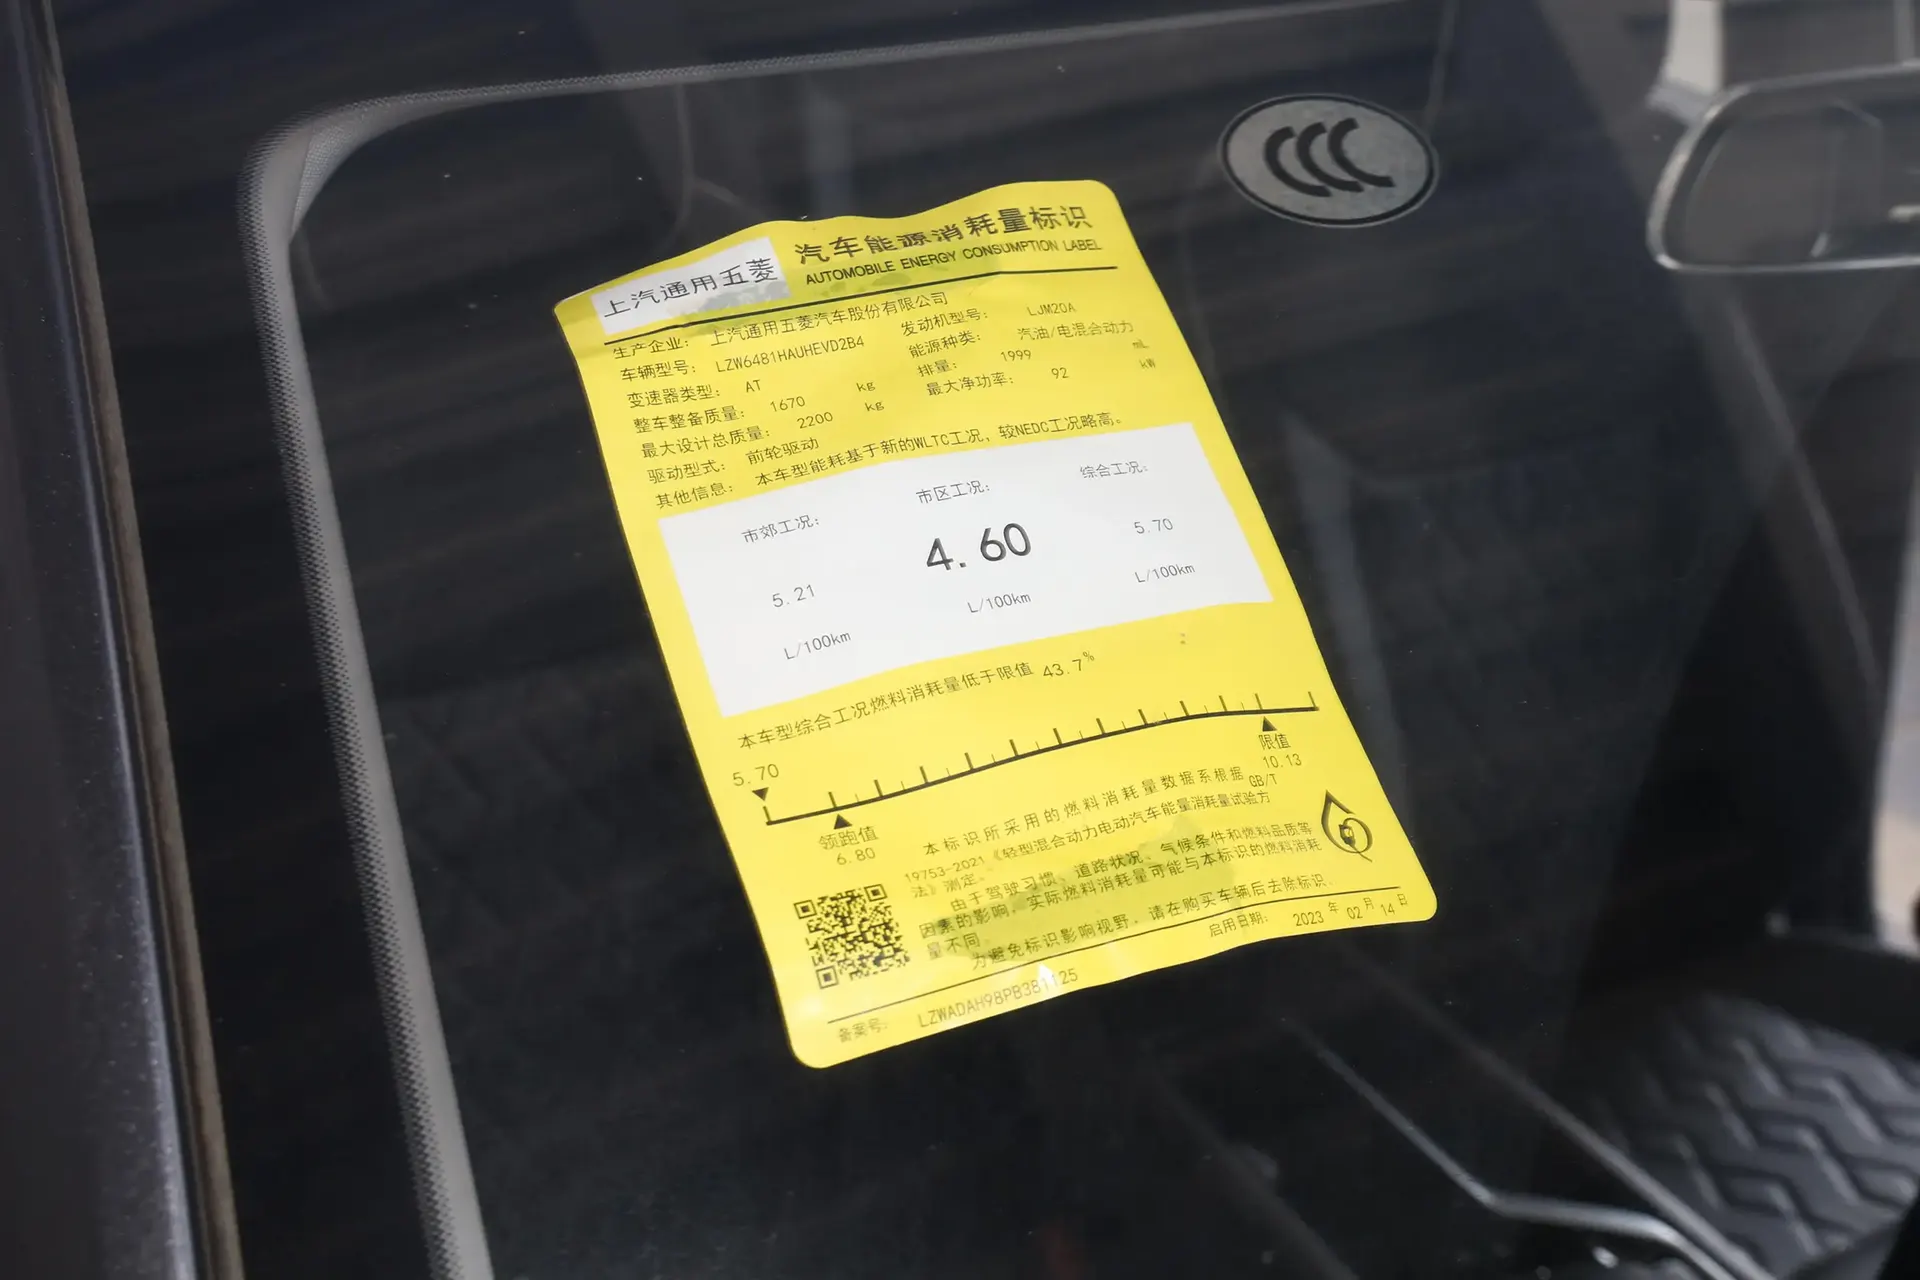 上汽通用五菱
汽车能源消耗量标识
AUTOMOBILE ENERGY CONSUMPTION LABEL
生产企业： 上汽通用五菱汽车股份有限公司
车辆型号： LZW6481HAUHEVD2B4
发动机型号： LJM20A
变速器类型： AT
能源种类： 汽油/电混合动力
整车整备质量： 1670 kg
排量： 1999 mL
最大设计总质量： 2200 kg
最大净功率： 92 kW
驱动型式： 前轮驱动
其他信息： 本车型能耗基于新的WLTC工况，较NEDC工况略高。
市郊工况： 市区工况： 综合工况：
5.21 4.60 5.70
L/100km L/100km L/100km
本车型综合工况燃料消耗量低于限值 43.7%
5.70
领跑值
6.80
限值
10.13
本标识所采用的燃料消耗量数据系根据 GB/T
19753-2021《轻型混合动力电动汽车能量消耗量试验方
法》测定。
由于驾驶习惯、道路状况、气候条件和燃料品质等
因素的影响，实际燃料消耗量可能与本标识的燃料消耗
量不同。
为避免标识影响视野，请在购买车辆后去除标识。
启用日期： 2023 年 02 月 14 日
备案号： LZWADAH98PB381125
CCC